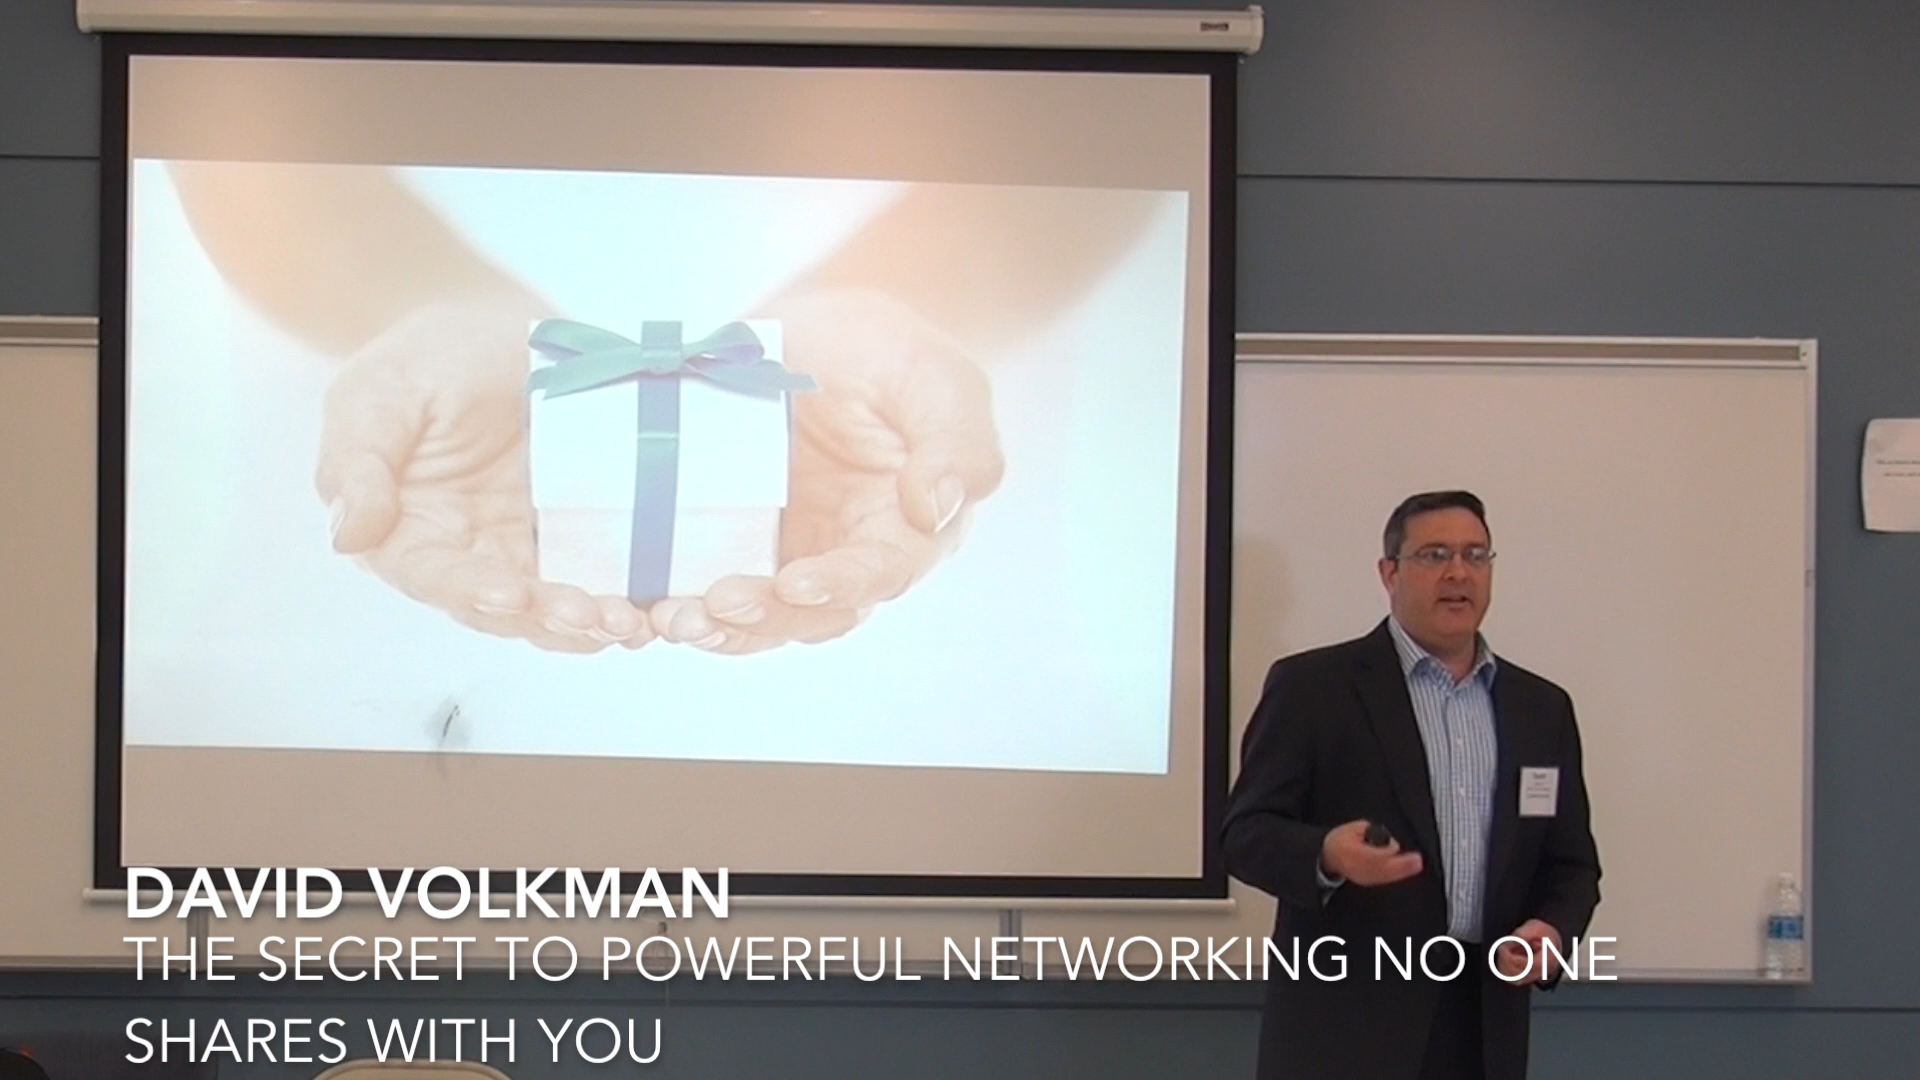 DAVID VOLKMAN
THE SECRET TO POWERFUL NETWORKING NO ONE
SHARES WITH YOU